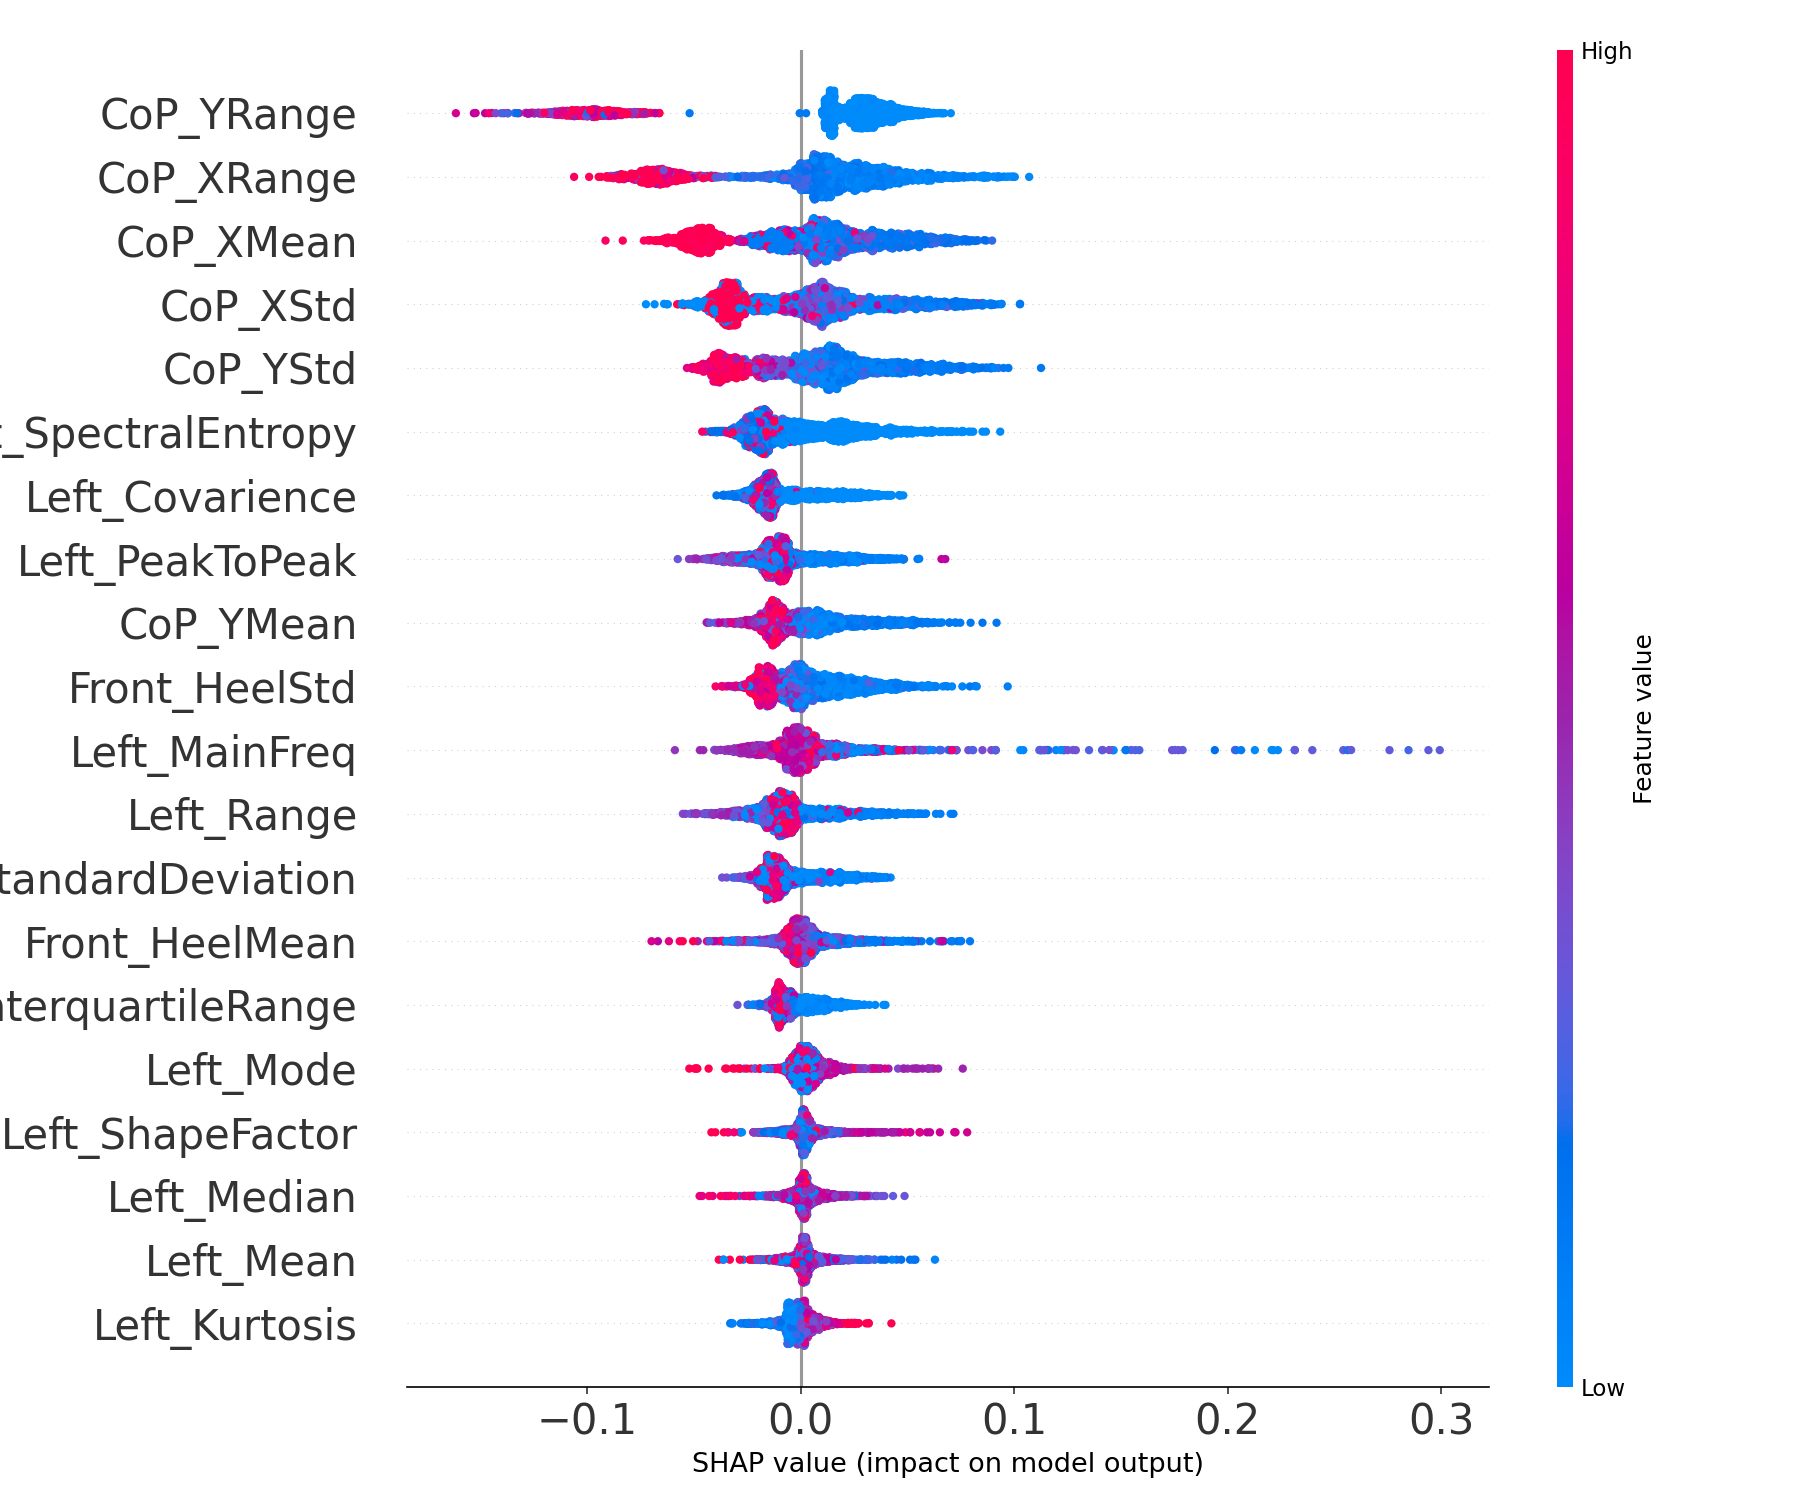 High
CoP_YRange
CoP_XRange
CoP_XMean
CoP_XStd
CoP_YStd
_SpectralEntropy
Left_Covarience
Left_PeakToPeak
CoP_YMean
Front_HeelStd
Left_MainFreq
Left_Range
tandardDeviation
Front_HeelMean
nterquartileRange
Left_Mode
Left_ShapeFactor
Left_Median
Left_Mean
Left_Kurtosis
Feature value
Low
−0.1 0.0 0.1 0.2 0.3
SHAP value (impact on model output)